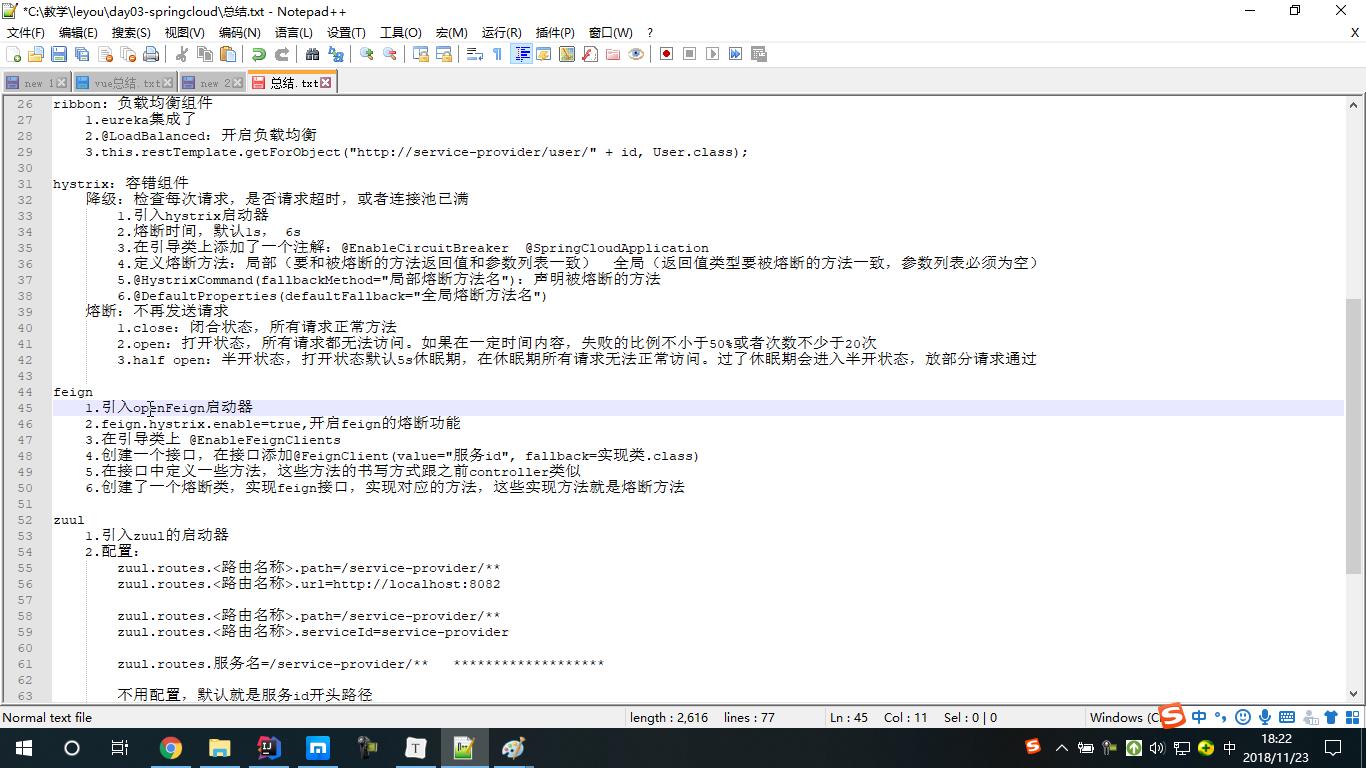 *C:\教学\leyou\day03-springcloud\总结.txt - Notepad++
文件(F) 编辑(E) 搜索(S) 视图(V) 编码(N) 语言(L) 设置(T) 工具(O) 宏(M) 运行(R) 插件(P) 窗口(W) ? X
new 1 vue总结.txt new 2 总结.txt
26 ribbon: 负载均衡组件
27 1.eureka集成了
28 2.@LoadBalanced: 开启负载均衡
29 3.this.restTemplate.getForObject("http://service-provider/user/" + id, User.class);
30
31 hystrix: 容错组件
32 降级: 检查每次请求，是否请求超时，或者连接池已满
33 1.引入hystrix启动器
34 2.熔断时间，默认1s， 6s
35 3.在引导类上添加了一个注解: @EnableCircuitBreaker @SpringCloudApplication
36 4.定义熔断方法: 局部（要和被熔断的方法返回值和参数列表一致） 全局（返回值类型要被熔断的方法一致，参数列表必须为空）
37 5.@HystrixCommand(fallbackMethod="局部熔断方法名"): 声明被熔断的方法
38 6.@DefaultProperties(defaultFallback="全局熔断方法名")
39 熔断: 不再发送请求
40 1.close: 闭合状态，所有请求正常方法
41 2.open: 打开状态，所有请求都无法访问。如果在一定时间内容，失败的比例不小于50%或者次数不少于20次
42 3.half open: 半开状态，打开状态默认5s休眠期，在休眠期所有请求无法正常访问。过了休眠期会进入半开状态，放部分请求通过
43
44 feign
45 1.引入openFeign启动器
46 2.feign.hystrix.enable=true,开启feign的熔断功能
47 3.在引导类上 @EnableFeignClients
48 4.创建一个接口，在接口添加@FeignClient(value="服务id", fallback=实现类.class)
49 5.在接口中定义一些方法，这些方法的书写方式跟之前controller类似
50 6.创建了一个熔断类，实现feign接口，实现对应的方法，这些实现方法就是熔断方法
51
52 zuul
53 1.引入zuul的启动器
54 2.配置:
55 zuul.routes.<路由名称>.path=/service-provider/**
56 zuul.routes.<路由名称>.url=http://localhost:8082
57
58 zuul.routes.<路由名称>.path=/service-provider/**
59 zuul.routes.<路由名称>.serviceId=service-provider
60
61 zuul.routes.服务名=/service-provider/** *******************
62
63 不用配置，默认就是服务id开头路径
Normal text file length : 2,616 lines : 77 Ln : 45 Col : 11 Sel : 0 | 0 Windows (C 中
中 18:22
2018/11/23